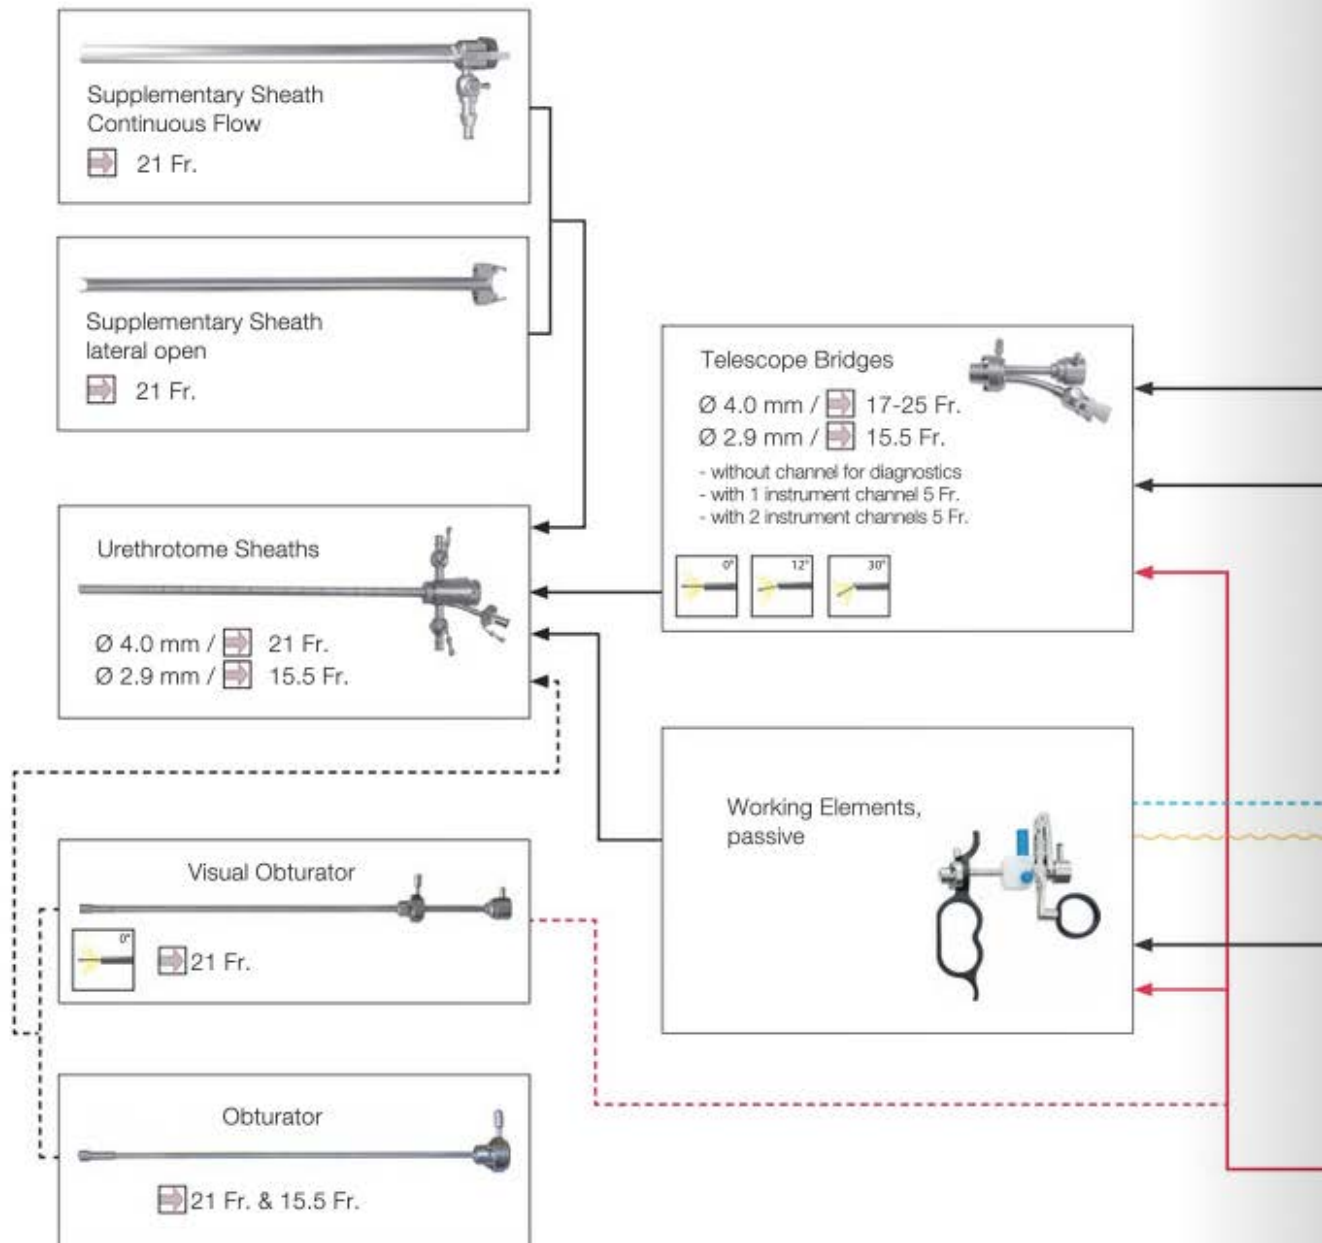 Supplementary Sheath
Continuous Flow
21 Fr.
Supplementary Sheath
lateral open
21 Fr.
Telescope Bridges
Ø 4.0 mm / 17-25 Fr.
Ø 2.9 mm / 15.5 Fr.
- without channel for diagnostics
- with 1 instrument channel 5 Fr.
- with 2 instrument channels 5 Fr.
0° 12° 30°
Urethrotome Sheaths
Ø 4.0 mm / 21 Fr.
Ø 2.9 mm / 15.5 Fr.
Working Elements,
passive
Visual Obturator
0°
21 Fr.
Obturator
21 Fr. & 15.5 Fr.